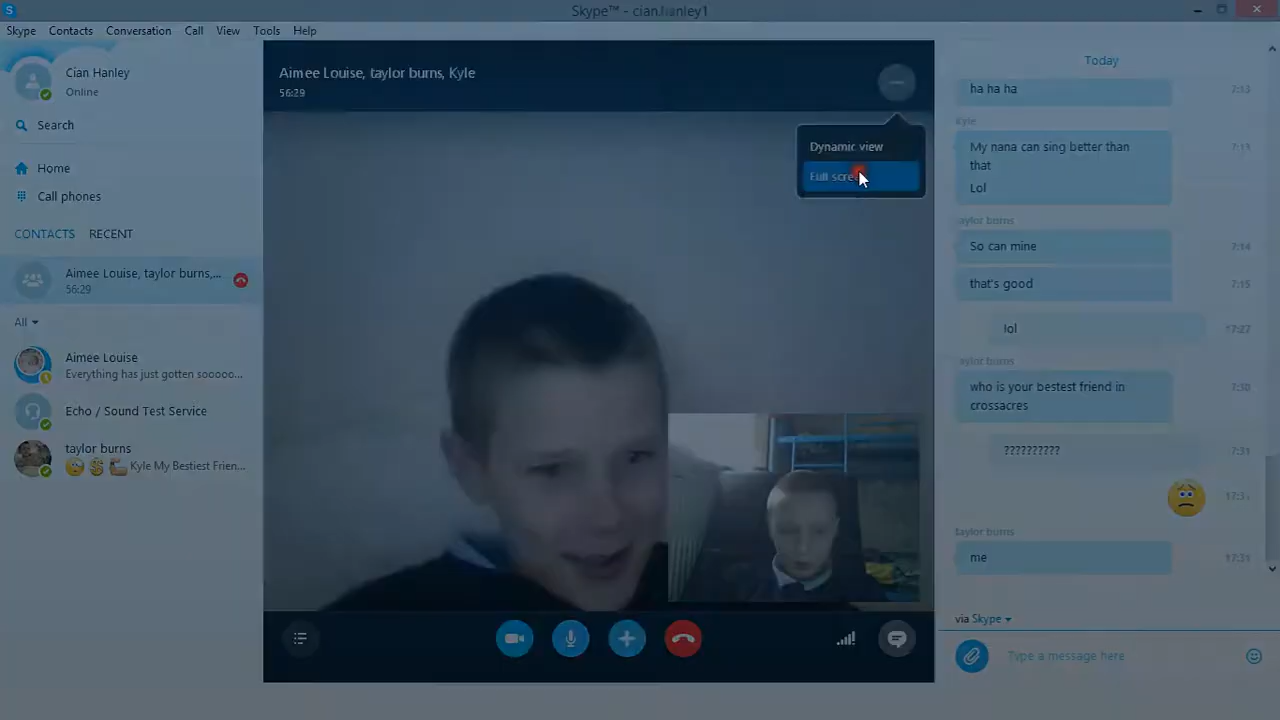 Skype™ - cian.hanley1
Skype Contacts Conversation Call View Tools Help
Cian Hanley
Online
Search
Home
Call phones
CONTACTS RECENT
Aimee Louise, taylor burns,...
56:29
All
Aimee Louise
Everything has just gotten sooooo...
Echo / Sound Test Service
taylor burns
Kyle My Bestiest Frien...
Aimee Louise, taylor burns, Kyle
56:29
Dynamic view
Full scre
Today
ha ha ha 7:13
Kyle
My nana can sing better than 7:13
that
Lol
taylor burns
So can mine 7:14
that's good 7:15
lol 17:27
taylor burns
who is your bestest friend in 7:30
crossacres
?????????? 7:31
17:31
taylor burns
me 17:31
via Skype
Type a message here